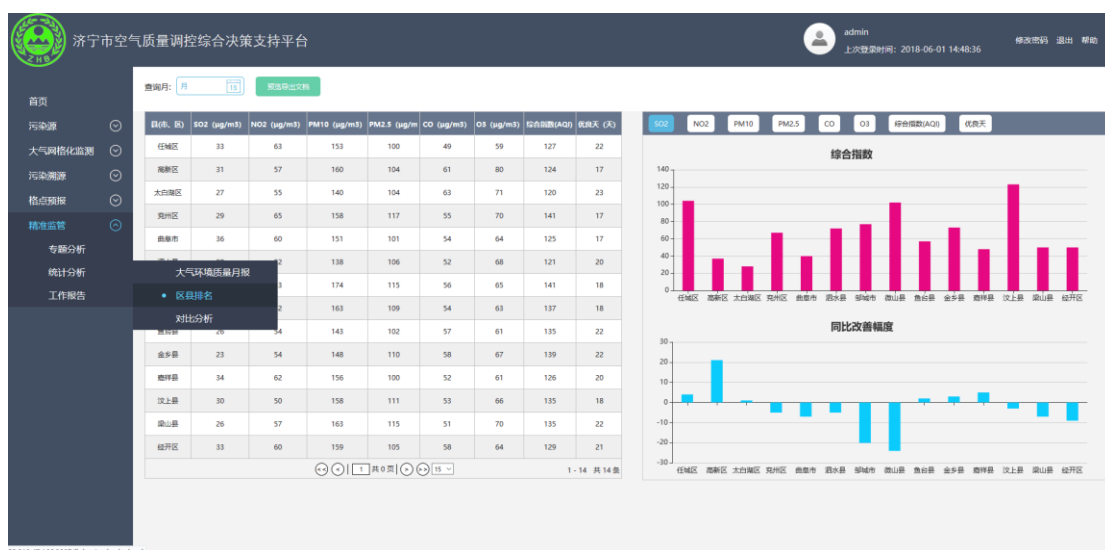 ZHB
济宁市空气质量调控综合决策支持平台
admin
上次登录时间：2018-06-01 14:48:36
修改密码 退出 帮助
首页
污染源
大气网格化监测
污染溯源
格点预报
精准监管
专题分析
统计分析
工作报告
大气环境质量月报
区县排名
对比分析
查询月: 月 15
县(市、区) SO2 (μg/m3) NO2 (μg/m3) PM10 (μg/m3) PM2.5 (μg/m CO (μg/m3) O3 (μg/m3) 综合指数(AQI) 优良天 (天)
任城区 33 63 153 100 49 59 127 22
高新区 31 57 160 104 61 80 124 17
太白湖区 27 55 140 104 63 71 120 23
兖州区 29 65 158 117 55 70 141 17
曲阜市 36 60 151 101 54 64 125 17
2 138 106 52 68 121 20
3 174 115 56 65 141 18
2 163 109 54 63 137 18
鱼台县 26 54 143 102 57 61 135 22
金乡县 23 54 148 110 58 67 139 22
嘉祥县 34 62 156 100 52 61 126 20
汶上县 30 50 158 111 53 66 135 18
梁山县 26 57 163 115 51 70 135 22
经开区 33 60 159 105 58 64 129 21
1 共 0 页 15
1 - 14 共 14 条
SO2 NO2 PM10 PM2.5 CO O3 综合指数(AQI) 优良天
综合指数
140
120
100
80
60
40
20
0
任城区 高新区 太白湖区 兖州区 曲阜市 泗水县 邹城市 微山县 鱼台县 金乡县 嘉祥县 汶上县 梁山县 经开区
同比改善幅度
30
20
10
0
-10
-20
-30
任城区 高新区 太白湖区 兖州区 曲阜市 泗水县 邹城市 微山县 鱼台县 金乡县 嘉祥县 汶上县 梁山县 经开区